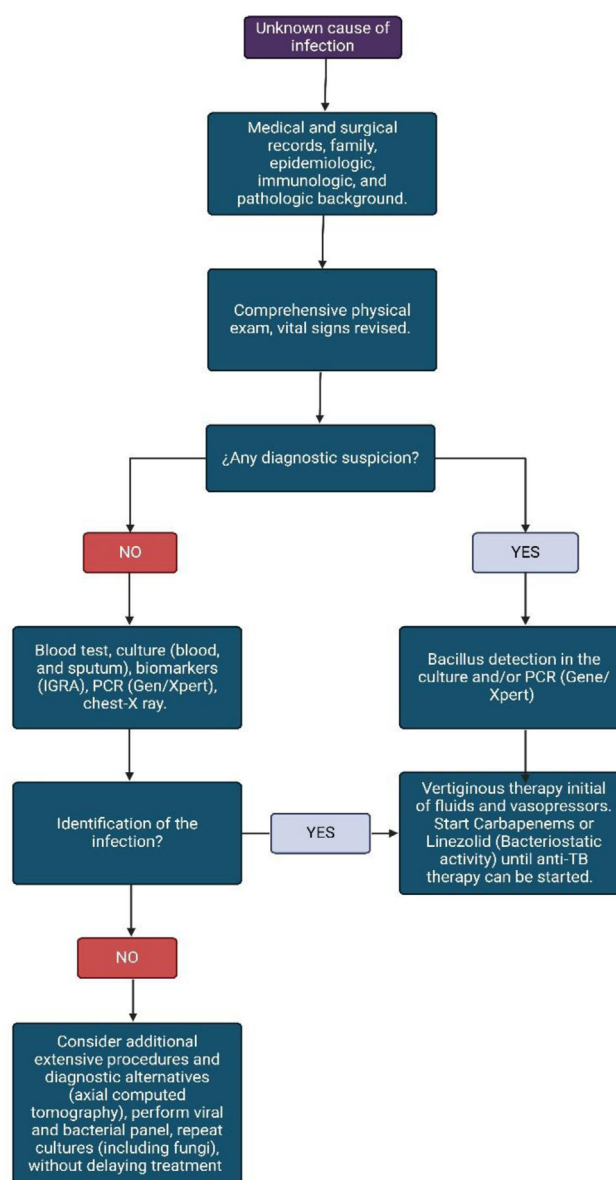 Unknown cause of
infection
Medical and surgical
records, family,
epidemiologic,
immunologic, and
pathologic background.
Comprehensive physical
exam, vital signs revised.
¿Any diagnostic suspicion?
NO
YES
Blood test, culture (blood,
and sputum), biomarkers
(IGRA), PCR (Gen/Xpert),
chest-X ray.
Bacillus detection in the
culture and/or PCR (Gene/
Xpert)
Identification of the
infection?
YES
Vertiginous therapy initial
of fluids and vasopressors.
Start Carbapenems or
Linezolid (Bacteriostatic
activity) until anti-TB
therapy can be started.
NO
Consider additional
extensive procedures and
diagnostic alternatives
(axial computed
tomography), perform viral
and bacterial panel, repeat
cultures (including fungi),
without delaying treatment